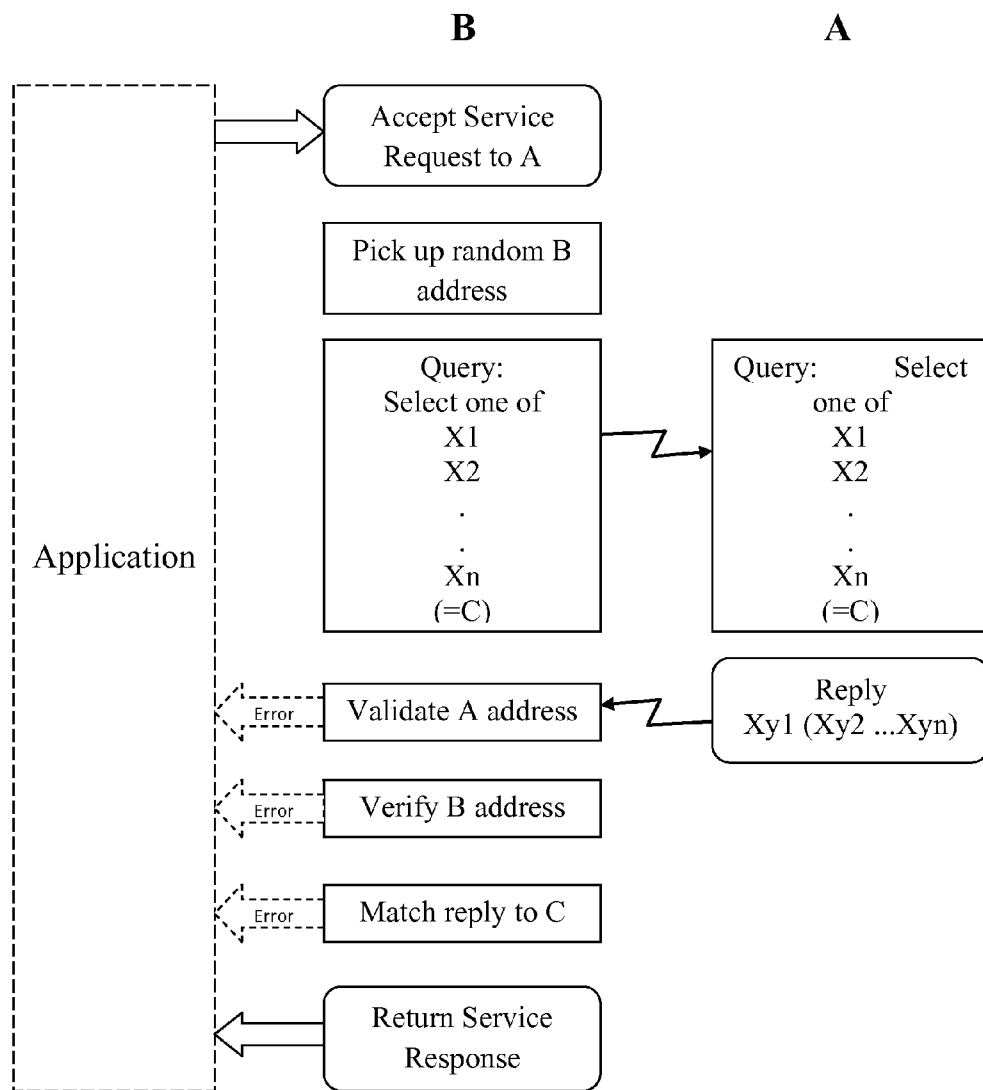 B
A
Accept Service
Request to A
Pick up random B
address
Query:
Select one of
X1
X2
.
.
Xn
(=C)
Query: Select
one of
X1
X2
.
.
Xn
(=C)
Application
Reply
Xy1 (Xy2 ...Xyn)
Error
Validate A address
Error
Verify B address
Error
Match reply to C
Return Service
Response